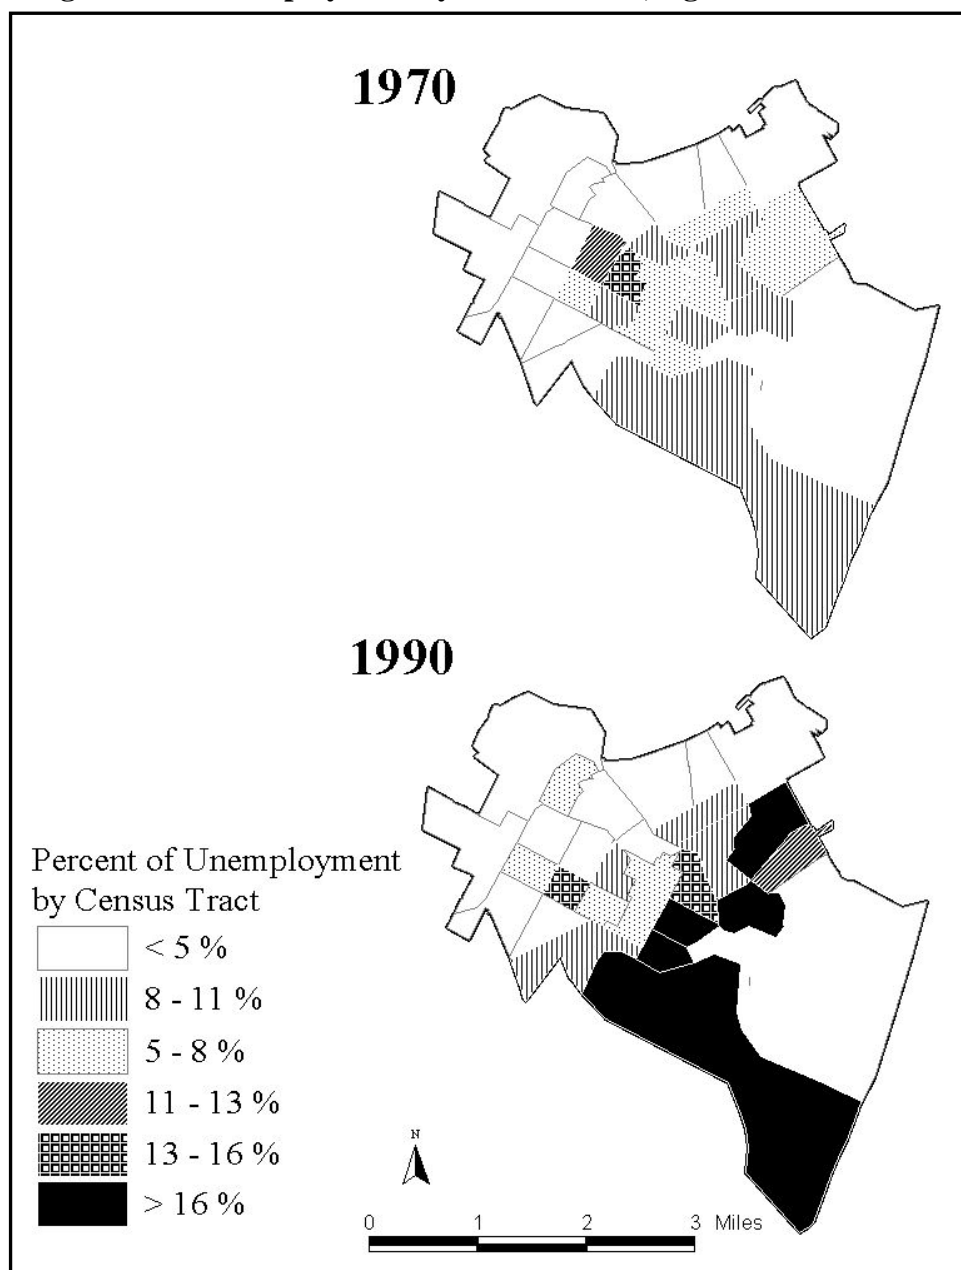 1970
1990
Percent of Unemployment
by Census Tract
< 5 %
8 - 11 %
5 - 8 %
11 - 13 %
13 - 16 %
> 16 %
N
0 1 2 3 Miles